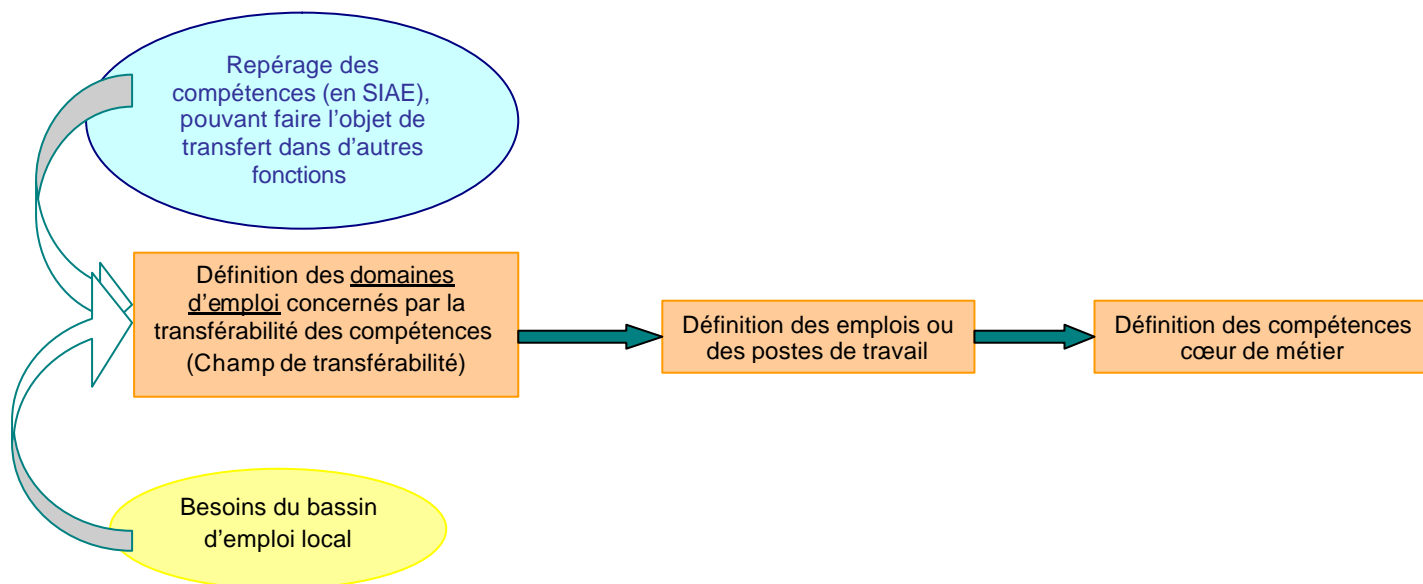 Repérage des
compétences (en SIAE),
pouvant faire l’objet de
transfert dans d’autres
fonctions
Définition des domaines
d’emploi concernés par la
transférabilité des compétences
(Champ de transférabilité)
Définition des emplois ou
des postes de travail
Définition des compétences
cœur de métier
Besoins du bassin
d’emploi local